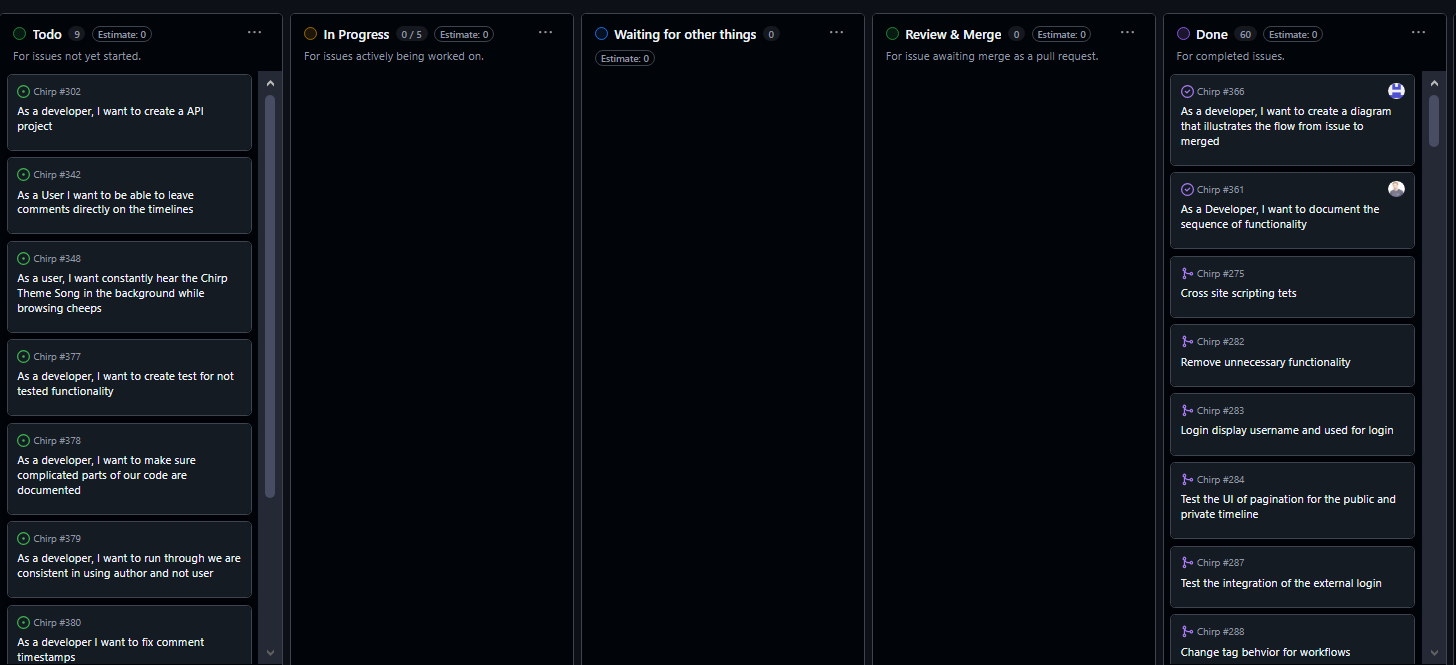 Todo 9 Estimate: 0
For issues not yet started.
Chirp #302
As a developer, I want to create a API
project
Chirp #342
As a User I want to be able to leave
comments directly on the timelines
Chirp #348
As a user, I want constantly hear the Chirp
Theme Song in the background while
browsing cheeps
Chirp #377
As a developer, I want to create test for not
tested functionality
Chirp #378
As a developer, I want to make sure
complicated parts of our code are
documented
Chirp #379
As a developer, I want to run through we are
consistent in using author and not user
Chirp #380
As a developer I want to fix comment
timestamps
In Progress 0 / 5 Estimate: 0
For issues actively being worked on.
Waiting for other things 0
Estimate: 0
Review & Merge 0 Estimate: 0
For issue awaiting merge as a pull request.
Done 60 Estimate: 0
For completed issues.
Chirp #366
As a developer, I want to create a diagram
that illustrates the flow from issue to
merged
Chirp #361
As a Developer, I want to document the
sequence of functionality
Chirp #275
Cross site scripting tets
Chirp #282
Remove unnecessary functionality
Chirp #283
Login display username and used for login
Chirp #284
Test the UI of pagination for the public and
private timeline
Chirp #287
Test the integration of the external login
Chirp #288
Change tag behvior for workflows